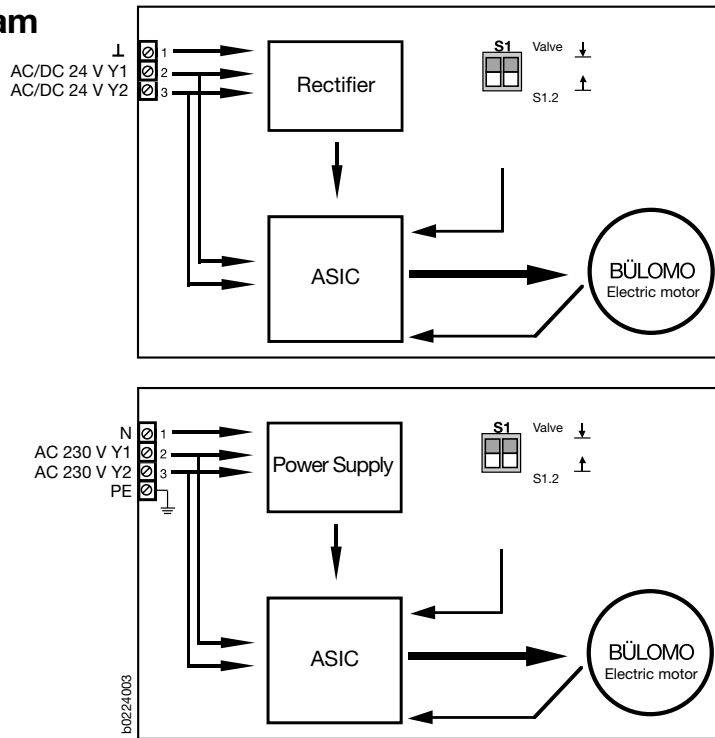 am
⊥ 1
AC/DC 24 V Y1 2
AC/DC 24 V Y2 3
Rectifier
S1 Valve
S1.2
ASIC
BÜLOMO
Electric motor
N 1
AC 230 V Y1 2
AC 230 V Y2 3
PE
Power Supply
S1 Valve
S1.2
ASIC
BÜLOMO
Electric motor
b0224003